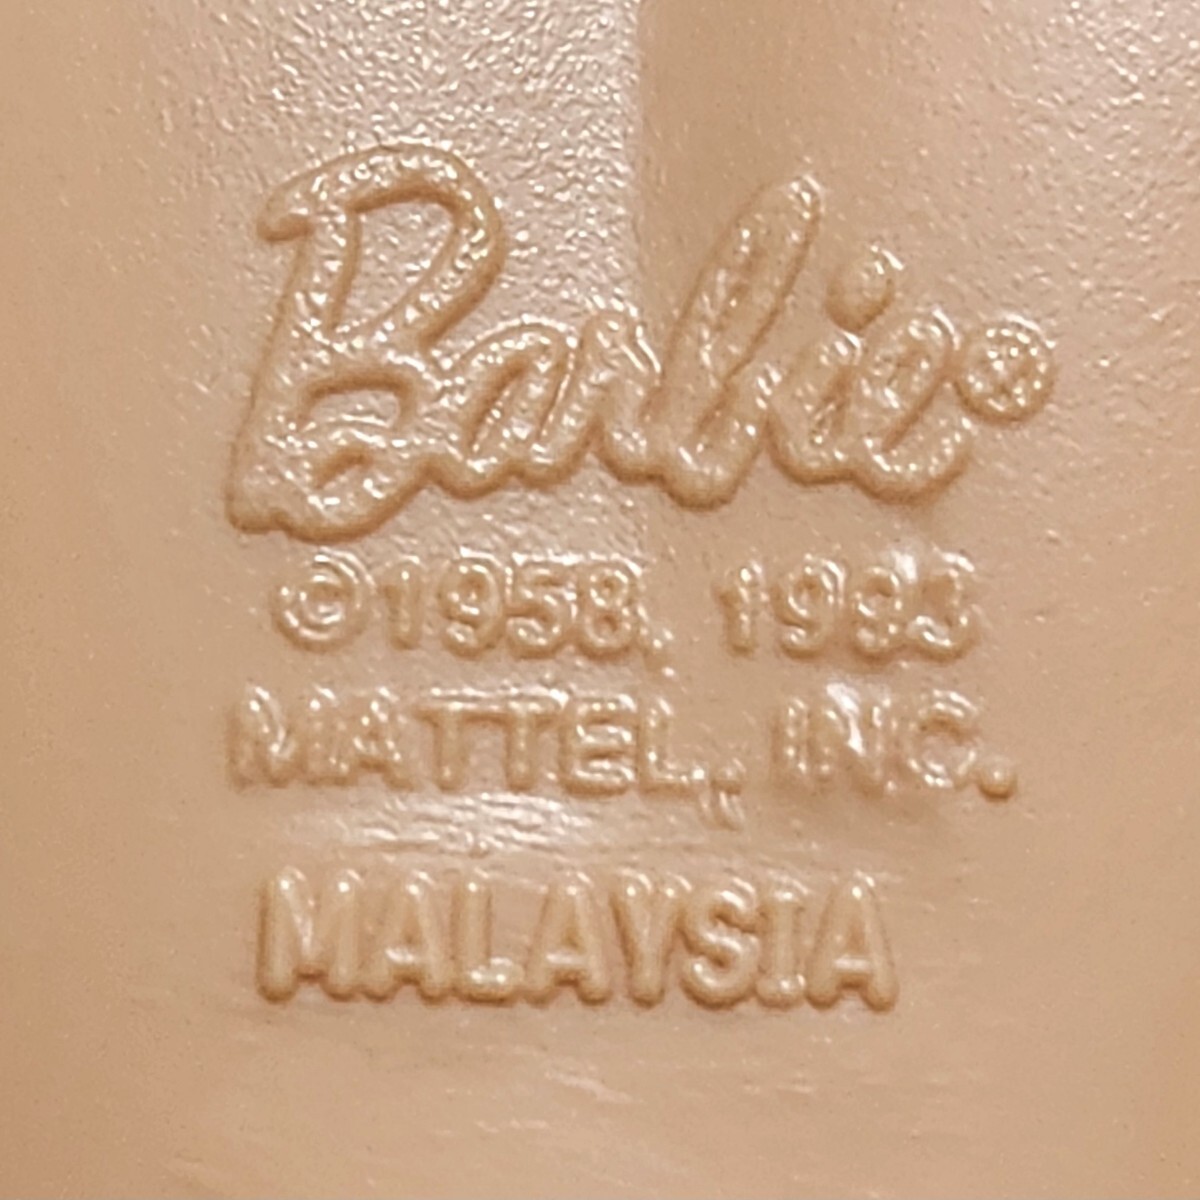 Barbie®
©1958, 1993
MATTEL, INC.
MALAYSIA